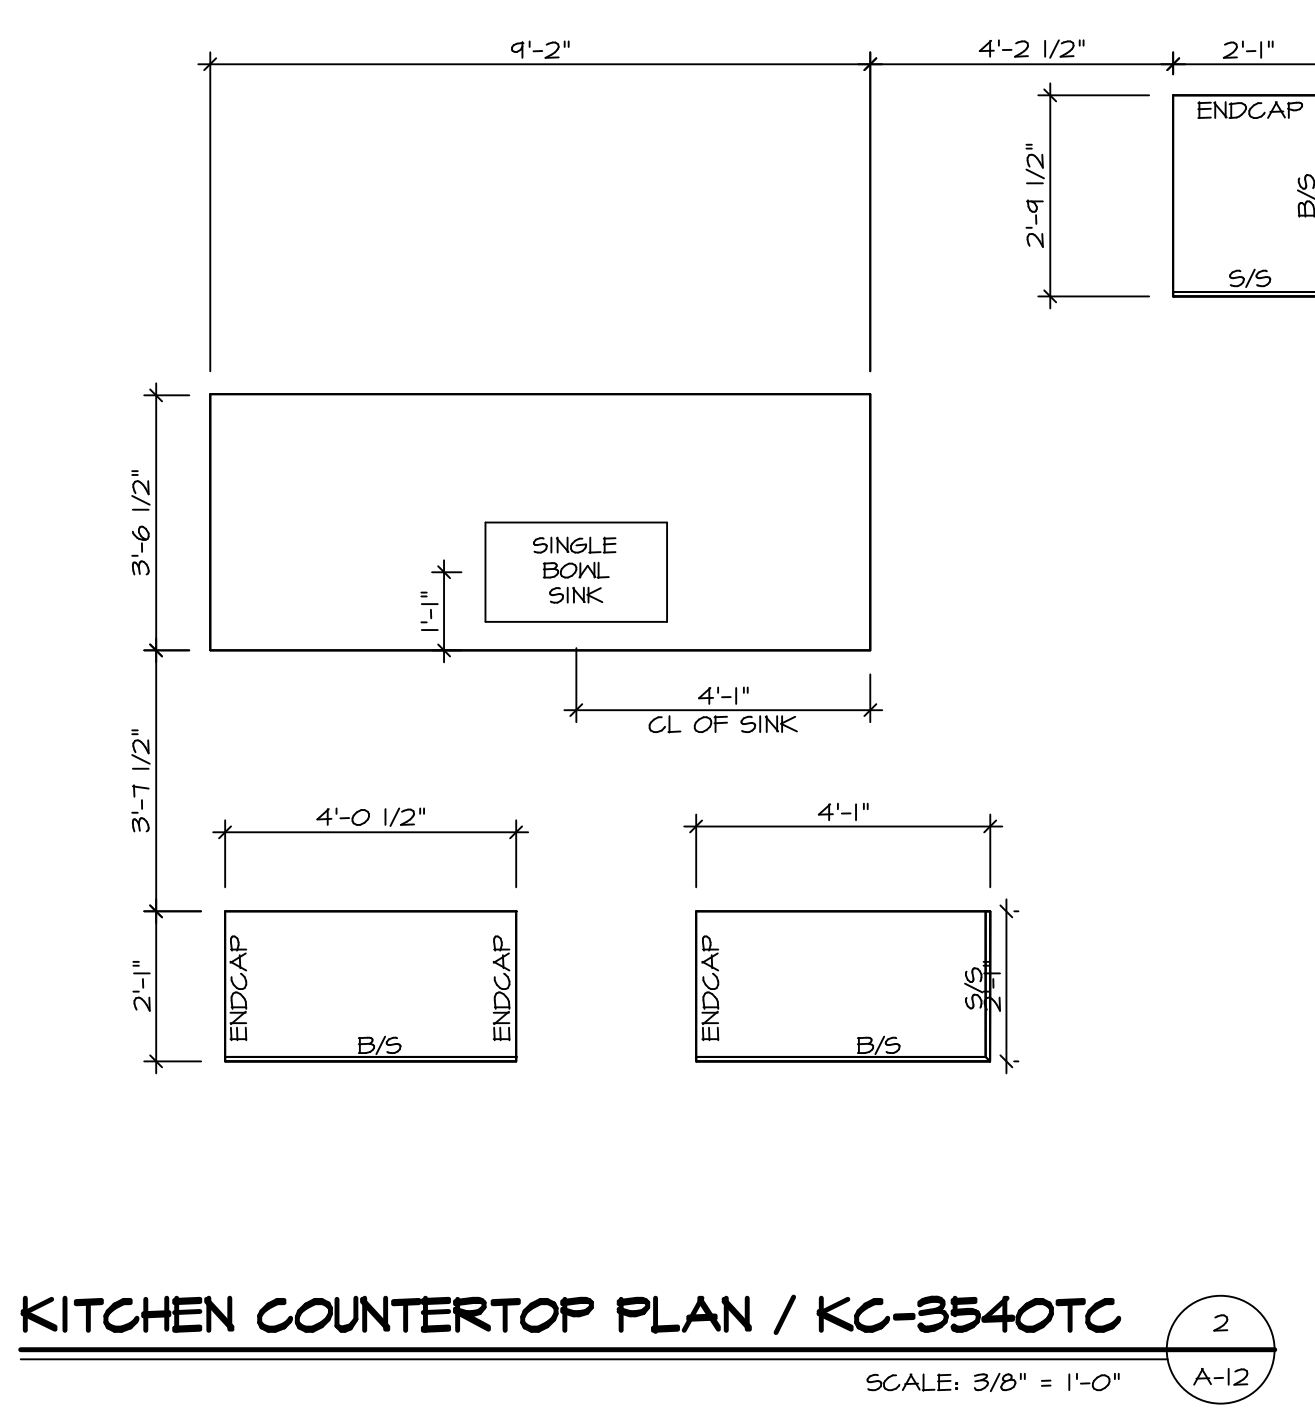 9'-2"
4'-2 1/2"
2'-1"
ENDCAP
2'-9 1/2"
B/S
S/S
3'-6 1/2"
SINGLE
BOWL
SINK
1'-1"
4'-1"
CL OF SINK
3'-7 1/2"
4'-0 1/2"
4'-1"
2'-1"
ENDCAP
ENDCAP
B/S
ENDCAP
S/S
2'-1"
B/S
KITCHEN COUNTERTOP PLAN / KC-3540TC
2
SCALE: 3/8" = 1'-0"
A-12